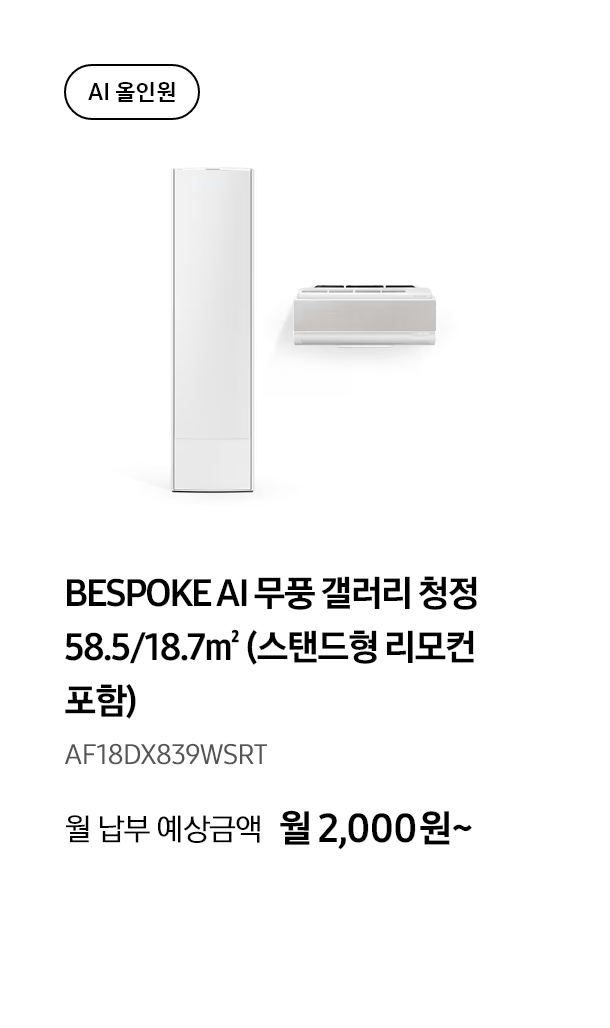 AI 올인원
BESPOKE AI 무풍 갤러리 청정
58.5/18.7㎡ (스탠드형 리모컨
포함)
AF18DX839WSRT
월 납부 예상금액 월 2,000원~